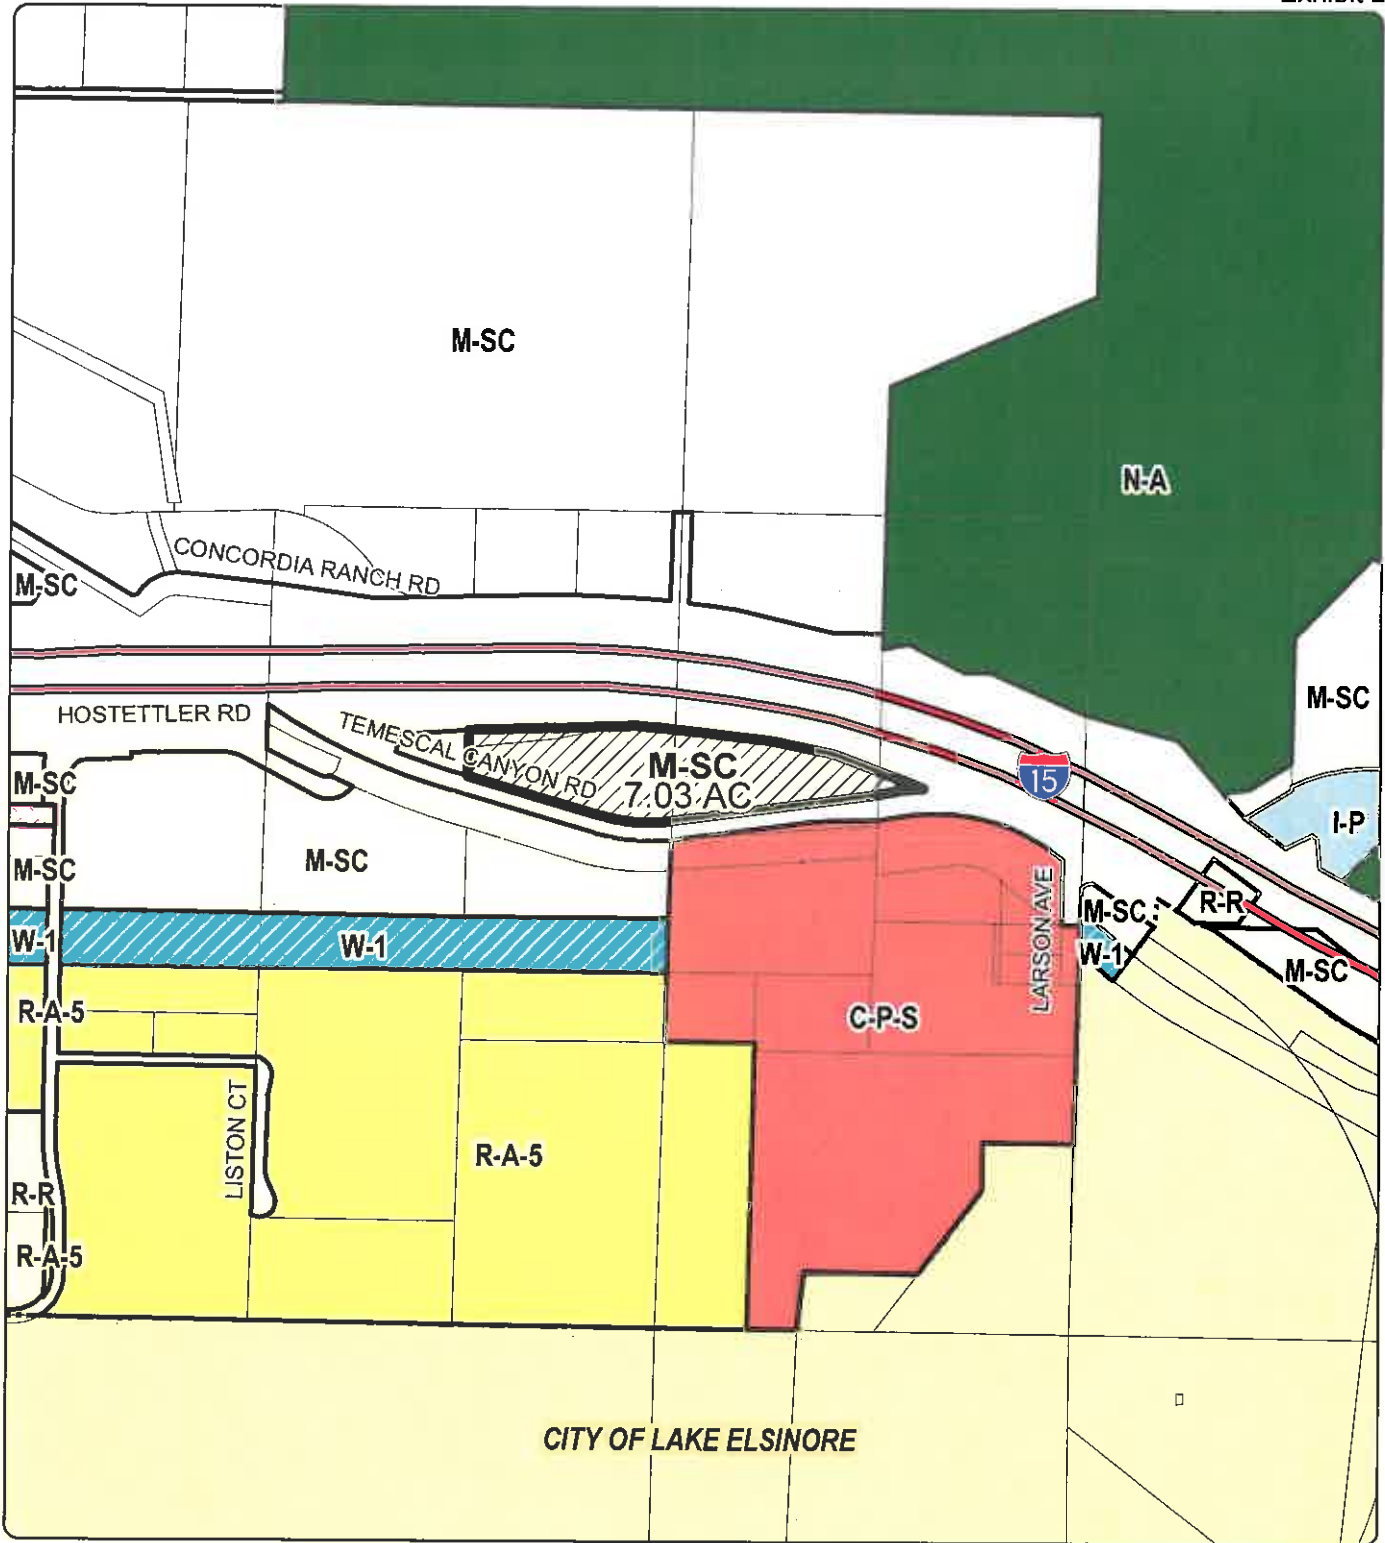 M-SC
N-A
CONCORDIA RANCH RD
M-SC
M-SC
HOSTETTLER RD
TEMESCAL CANYON RD
M-SC
7.03 AC
15
M-SC
I-P
M-SC
M-SC
LARSON AVE
M-SC
R-R
W-1
W-1
W-1
M-SC
R-A-5
C-P-S
LISTON CT
R-A-5
R-R
R-A-5
CITY OF LAKE ELSINORE